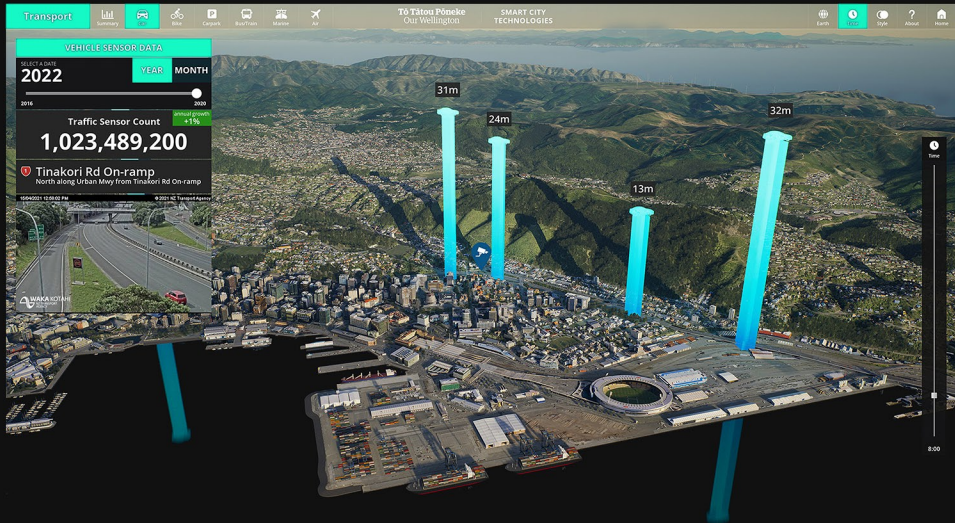 Transport
Summary
Car
Bike
Carpark
Bus/Train
Marine
Air
Tō Tātou Pōneke
Our Wellington
SMART CITY
TECHNOLOGIES
Earth
Time
Style
About
Home
VEHICLE SENSOR DATA
SELECT A DATE
2022
YEAR
MONTH
2016
2020
Traffic Sensor Count
annual growth
+1%
1,023,489,200
1
Tinakori Rd On-ramp
North along Urban Mwy from Tinakori Rd On-ramp
© 2021 NZ Transport Agency
WAKA KOTAHI
31m
24m
13m
32m
Time
8:00